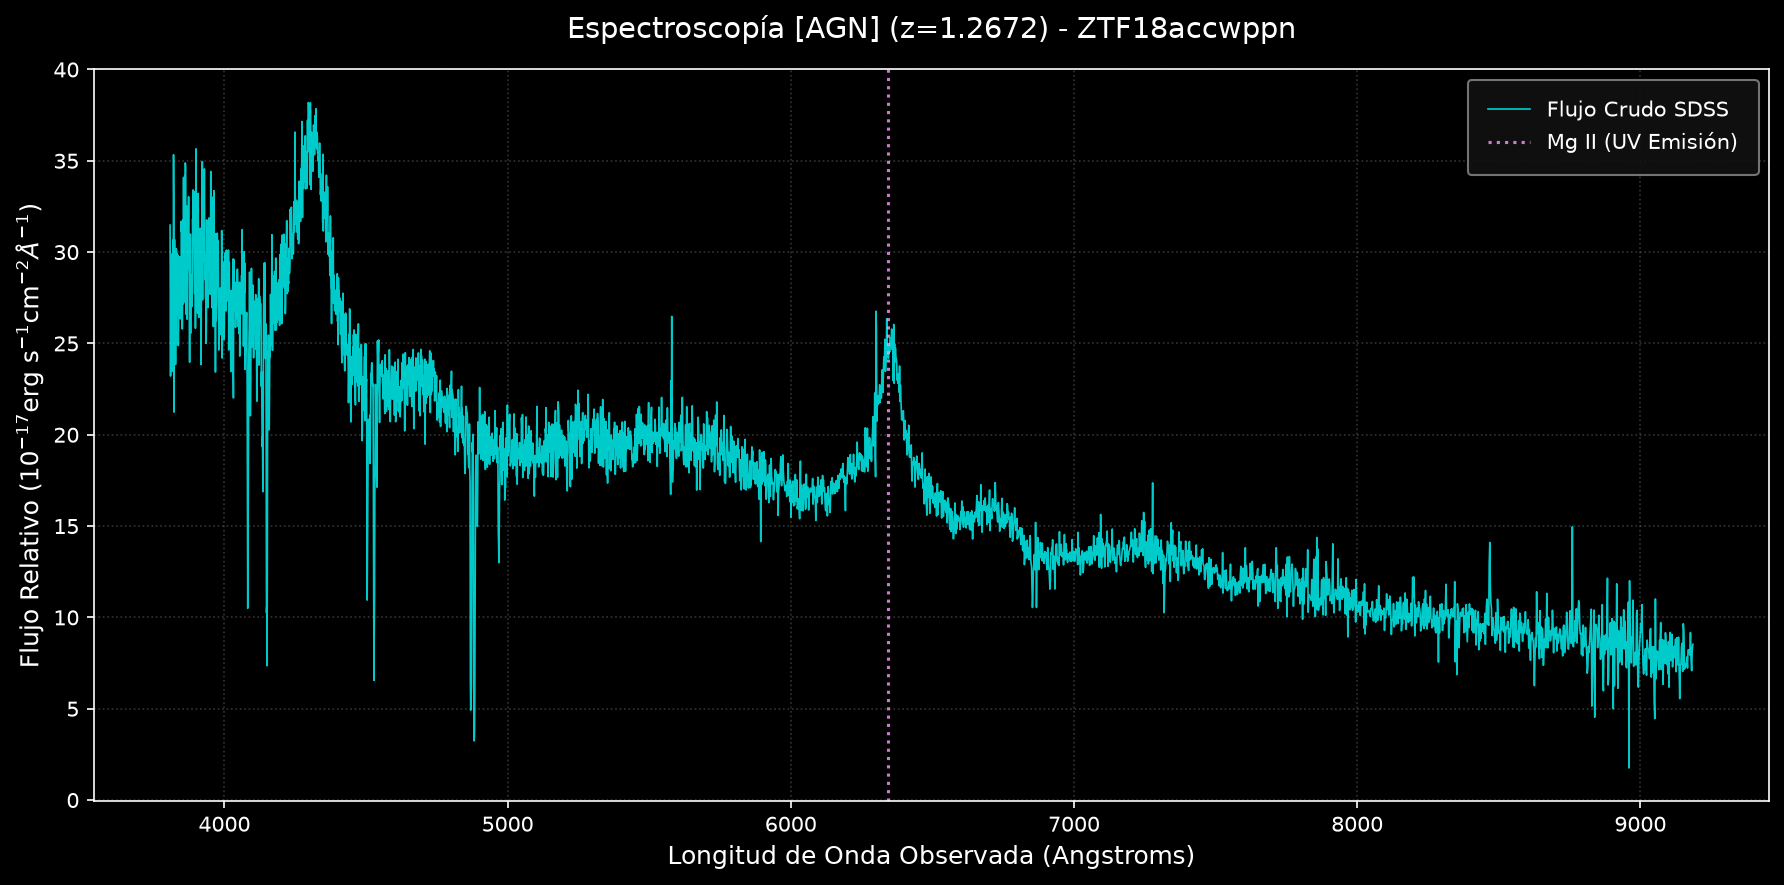 Espectroscopía [AGN] (z=1.2672) - ZTF18accwppn
Flujo Crudo SDSS
Mg II (UV Emisión)
Flujo Relativo (10⁻¹⁷erg s⁻¹cm⁻²Å⁻¹)
40
35
30
25
20
15
10
5
0
4000 5000 6000 7000 8000 9000
Longitud de Onda Observada (Angstroms)